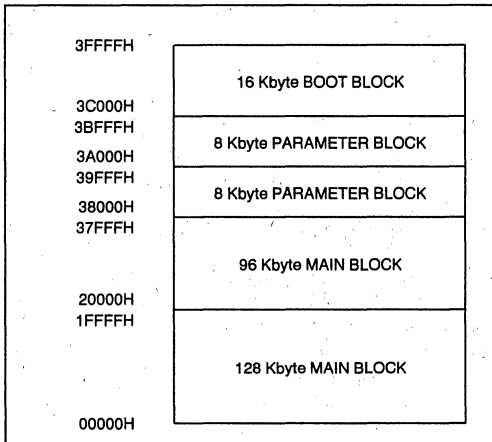 3FFFFH
16 Kbyte BOOT BLOCK
3C000H
3BFFFH
8 Kbyte PARAMETER BLOCK
3A000H
39FFFH
8 Kbyte PARAMETER BLOCK
38000H
37FFFH
96 Kbyte MAIN BLOCK
20000H
1FFFFH
128 Kbyte MAIN BLOCK
00000H